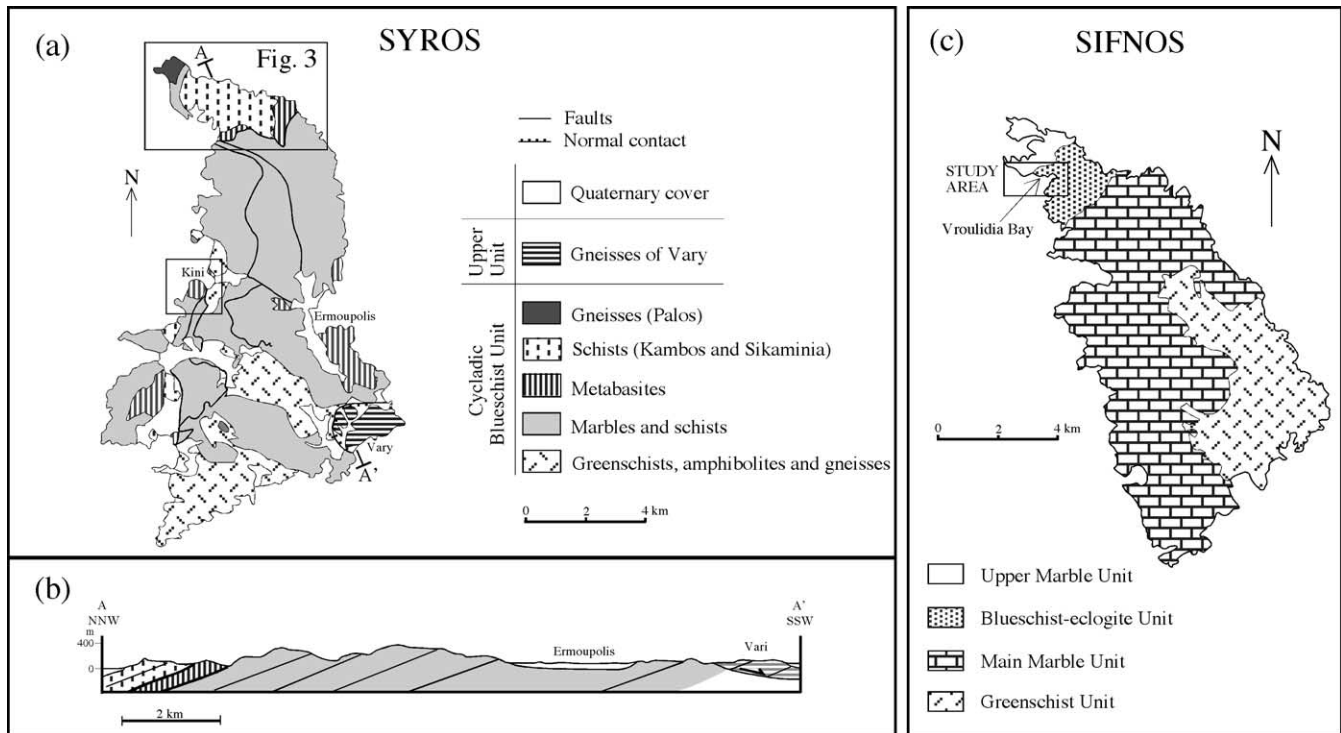 (a)
SYROS
A
Fig. 3
N
Kini
Ermoupolis
Vary
A'
Faults
Normal contact
Quaternary cover
Upper
Unit
Gneisses of Vary
Cycladic
Blueschist Unit
Gneisses (Palos)
Schists (Kambos and Sikaminia)
Metabasites
Marbles and schists
Greenschists, amphibolites and gneisses
0 2 4 km
(b)
A
NNW
m
400
0
Ermoupolis
Vari
A'
SSW
2 km
(c)
SIFNOS
N
STUDY
AREA
Vroulidia Bay
0 2 4 km
Upper Marble Unit
Blueschist-eclogite Unit
Main Marble Unit
Greenschist Unit